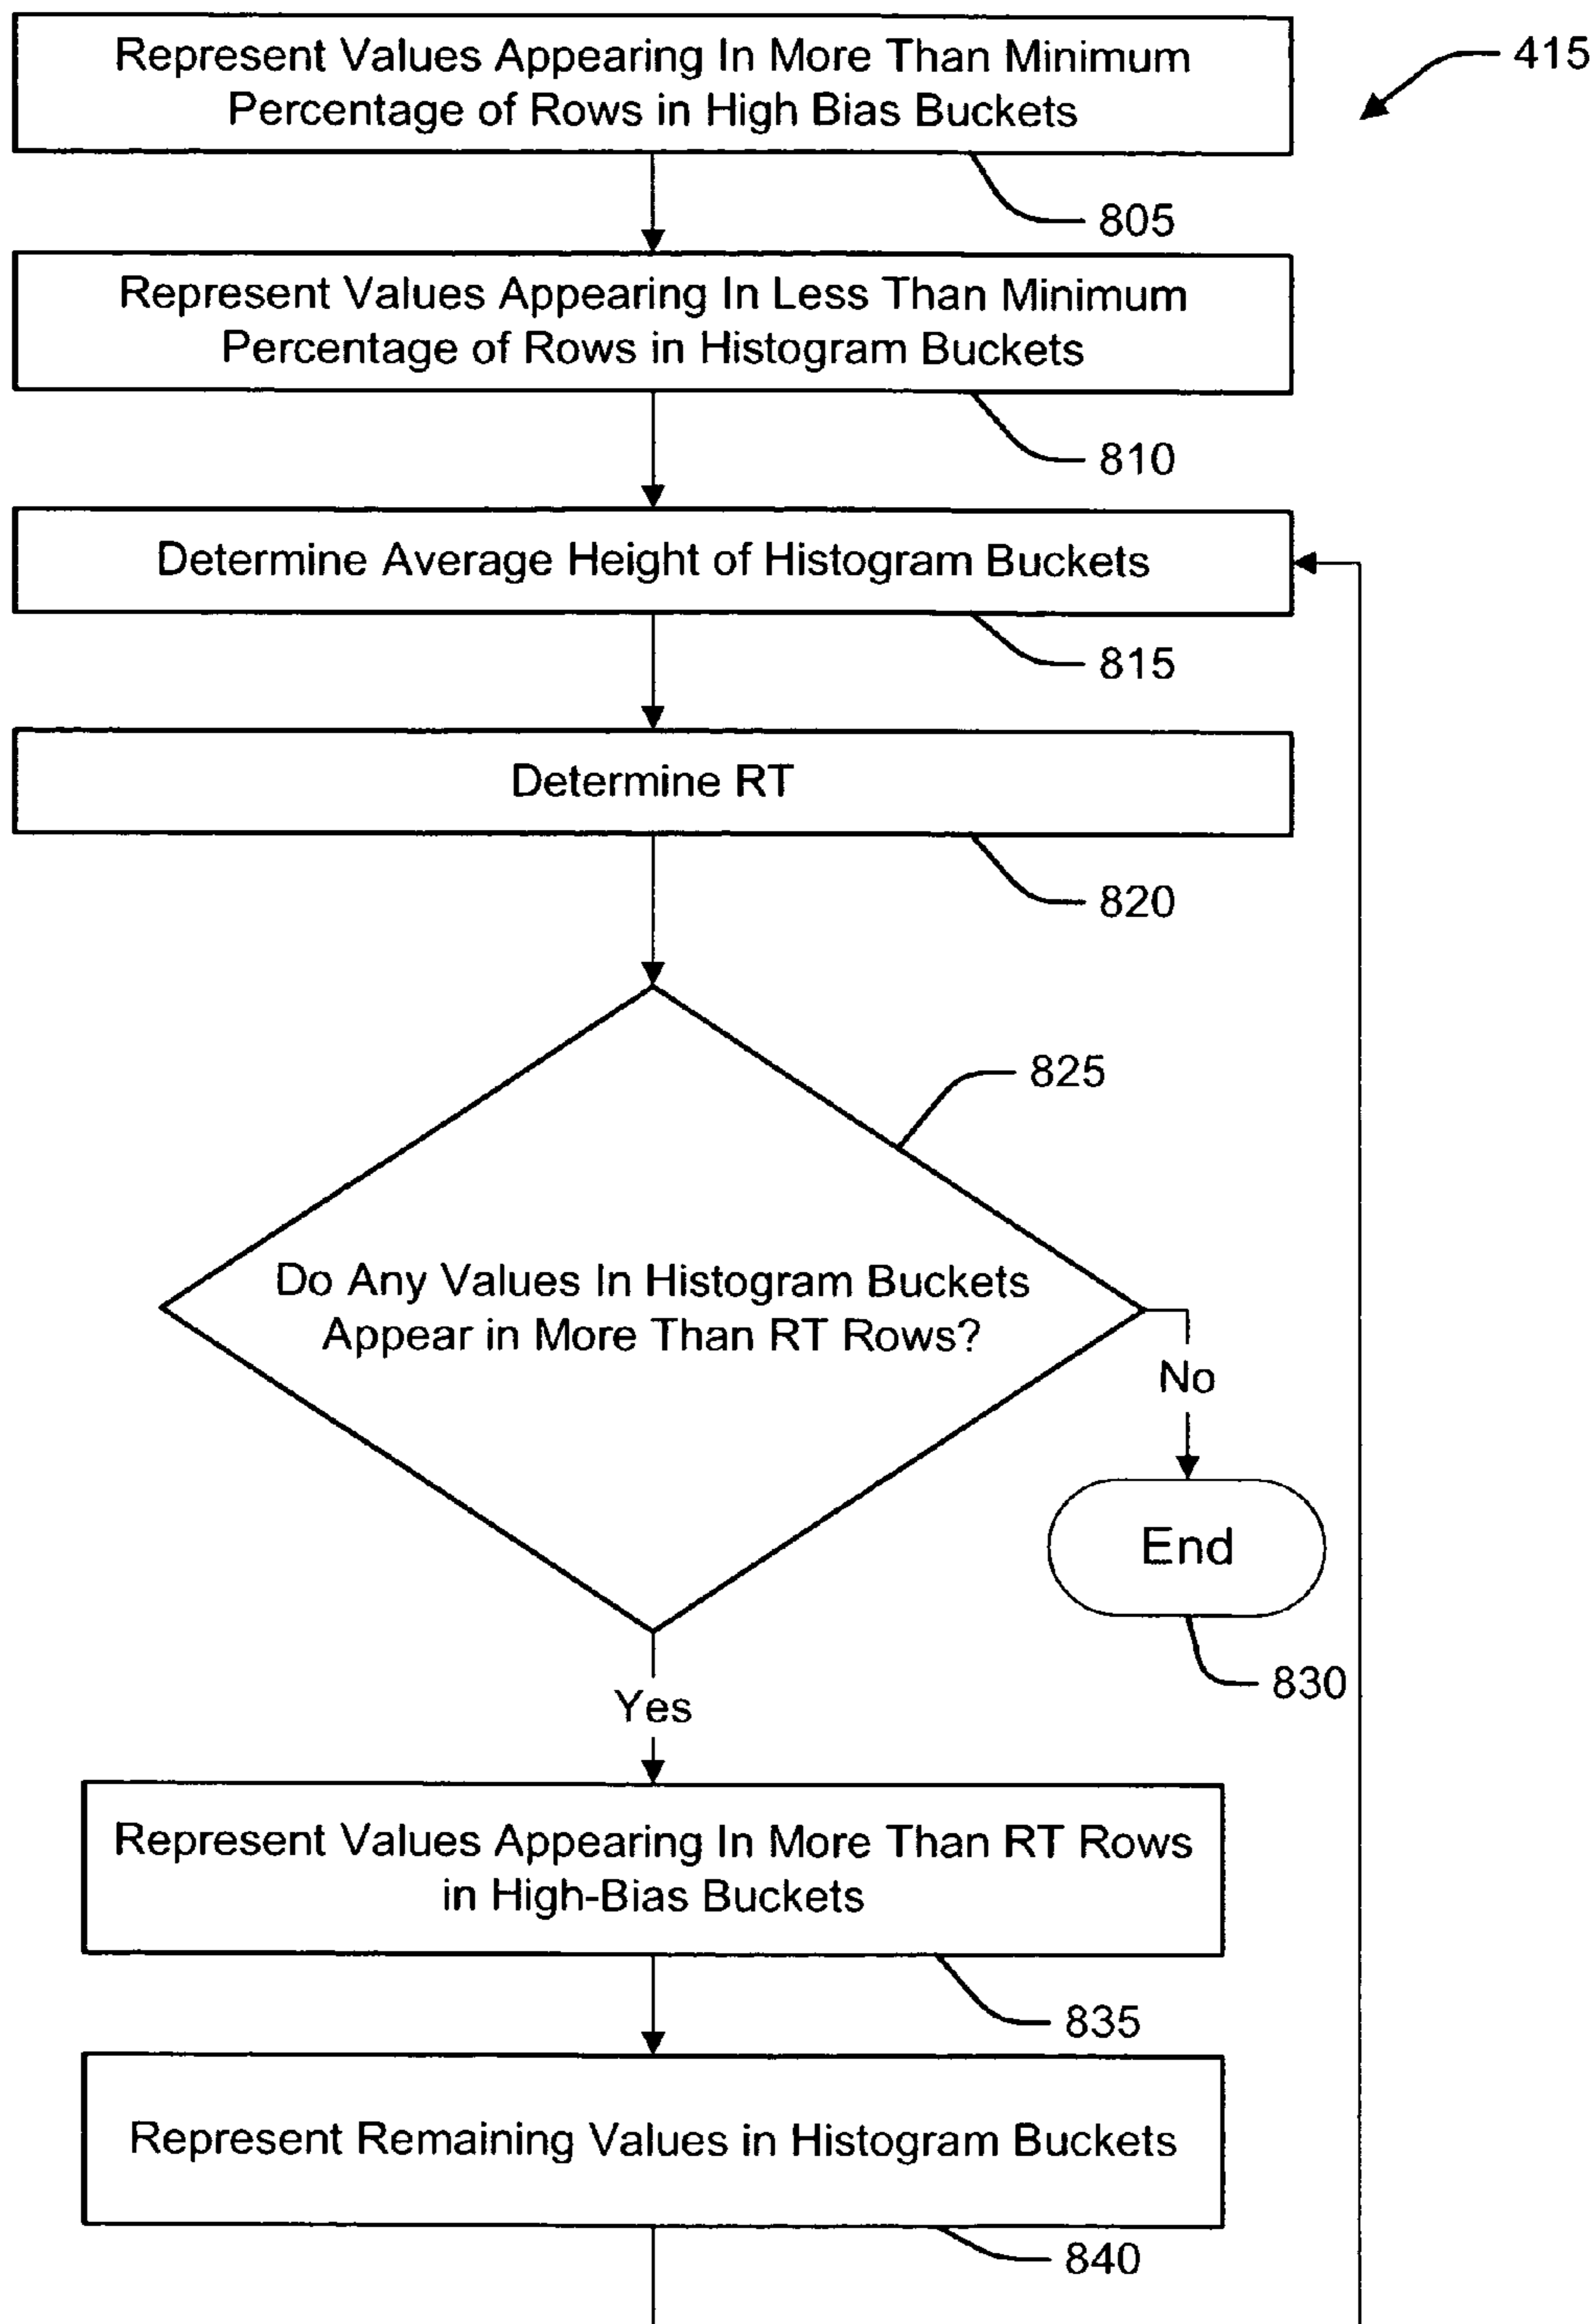 Represent Values Appearing In More Than Minimum
Percentage of Rows in High Bias Buckets
415
805
Represent Values Appearing In Less Than Minimum
Percentage of Rows in Histogram Buckets
810
Determine Average Height of Histogram Buckets
815
Determine RT
820
825
Do Any Values In Histogram Buckets
Appear in More Than RT Rows?
No
End
830
Yes
Represent Values Appearing In More Than RT Rows
in High-Bias Buckets
835
Represent Remaining Values in Histogram Buckets
840